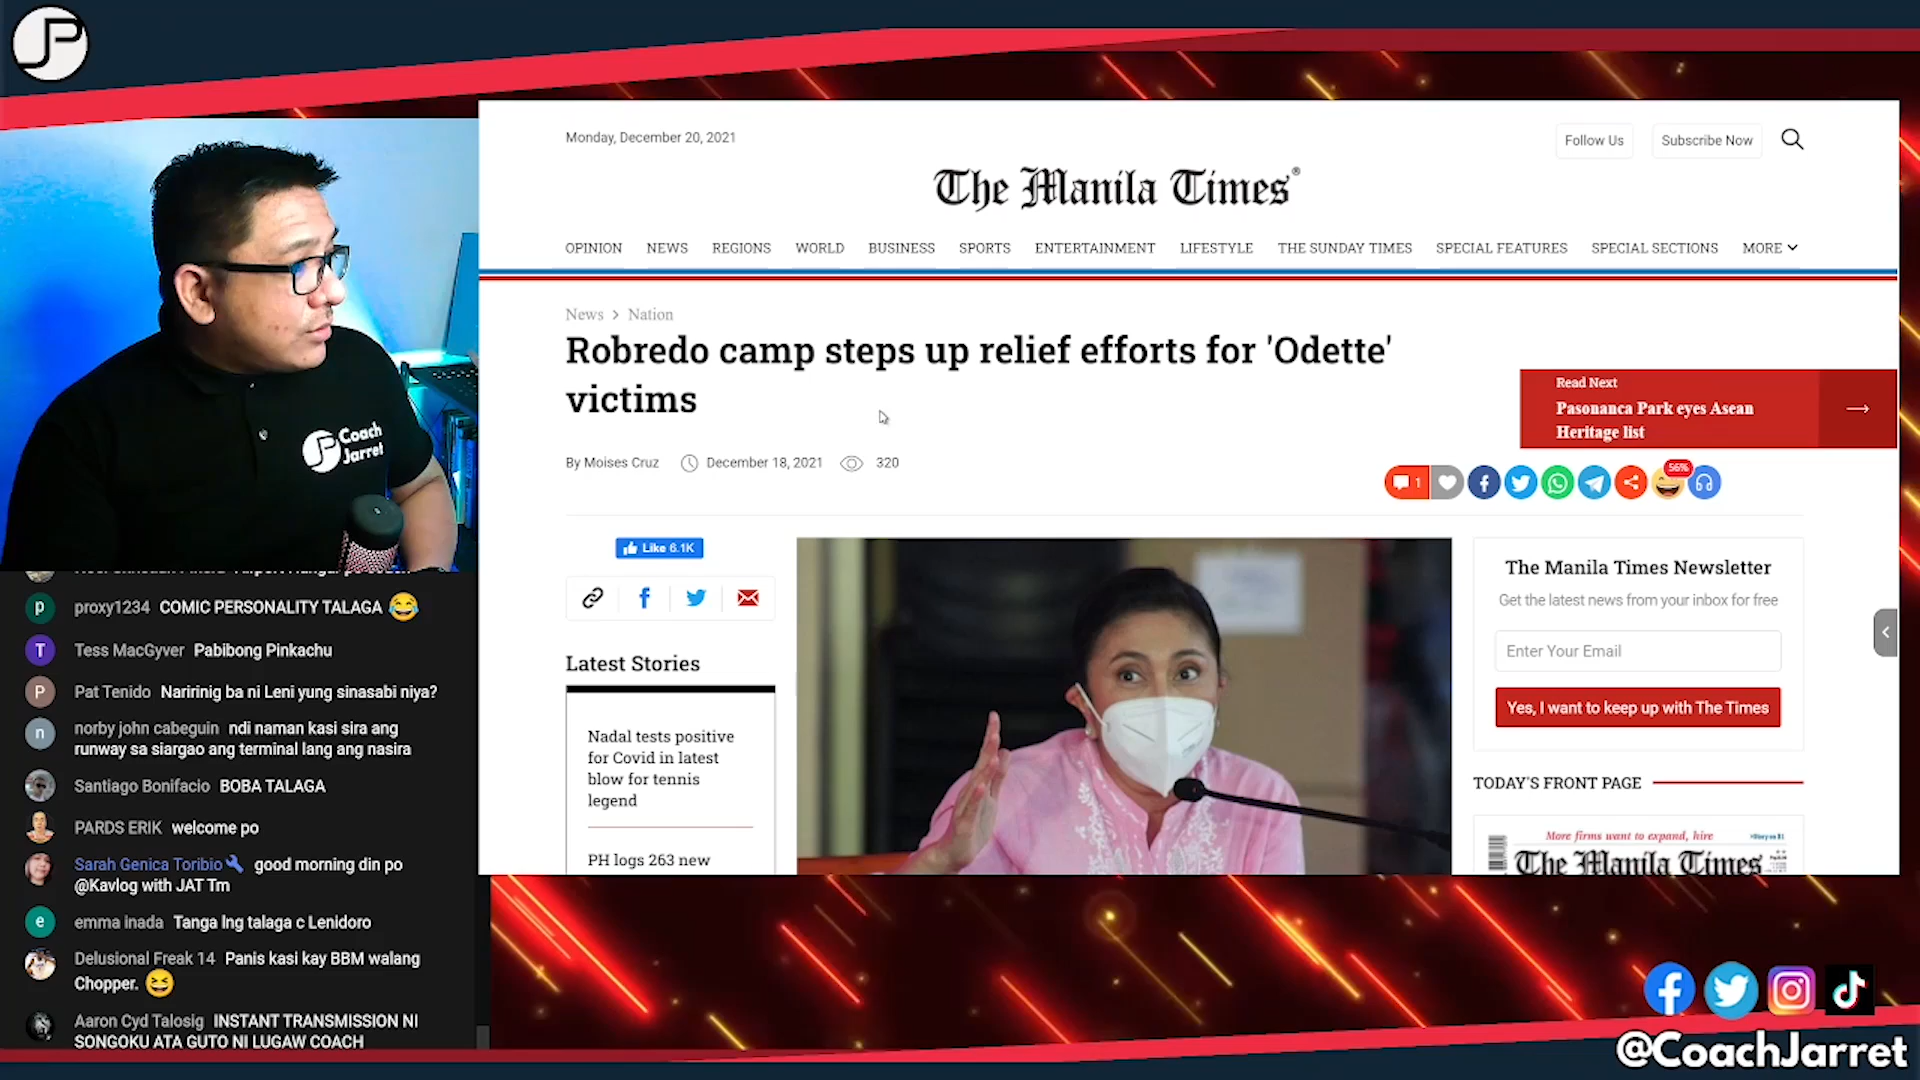 JP
Monday, December 20, 2021
Follow Us
Subscribe Now
The Manila Times®
OPINION NEWS REGIONS WORLD BUSINESS SPORTS ENTERTAINMENT LIFESTYLE THE SUNDAY TIMES SPECIAL FEATURES SPECIAL SECTIONS MORE
News > Nation
Robredo camp steps up relief efforts for 'Odette'
victims
By Moises Cruz December 18, 2021 320
Read Next
Pasonanca Park eyes Asean
Heritage list
1
56%
Like 6.1K
Latest Stories
Nadal tests positive
for Covid in latest
blow for tennis
legend
PH logs 263 new
The Manila Times Newsletter
Get the latest news from your inbox for free
Enter Your Email
Yes, I want to keep up with The Times
TODAY'S FRONT PAGE
More firms want to expand, hire
The Manila Times
Coach
Jarret
proxy1234 COMIC PERSONALITY TALAGA 😂
Tess MacGyver Pabibong Pinkachu
Pat Tenido Naririnig ba ni Leni yung sinasabi niya?
norby john cabeguin ndi naman kasi sira ang
runway sa siargao ang terminal lang ang nasira
Santiago Bonifacio BOBA TALAGA
PARDS ERIK welcome po
Sarah Genica Toribio good morning din po
@Kavlog with JAT Tm
emma inada Tanga lng talaga c Lenidoro
Delusional Freak 14 Panis kasi kay BBM walang
Chopper. 😆
Aaron Cyd Talosig INSTANT TRANSMISSION NI
SONGOKU ATA GUTO NI LUGAW COACH
@CoachJarret